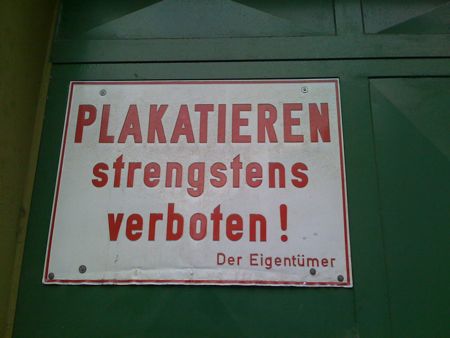 PLAKATIEREN
strengstens
verboten!
Der Eigentümer